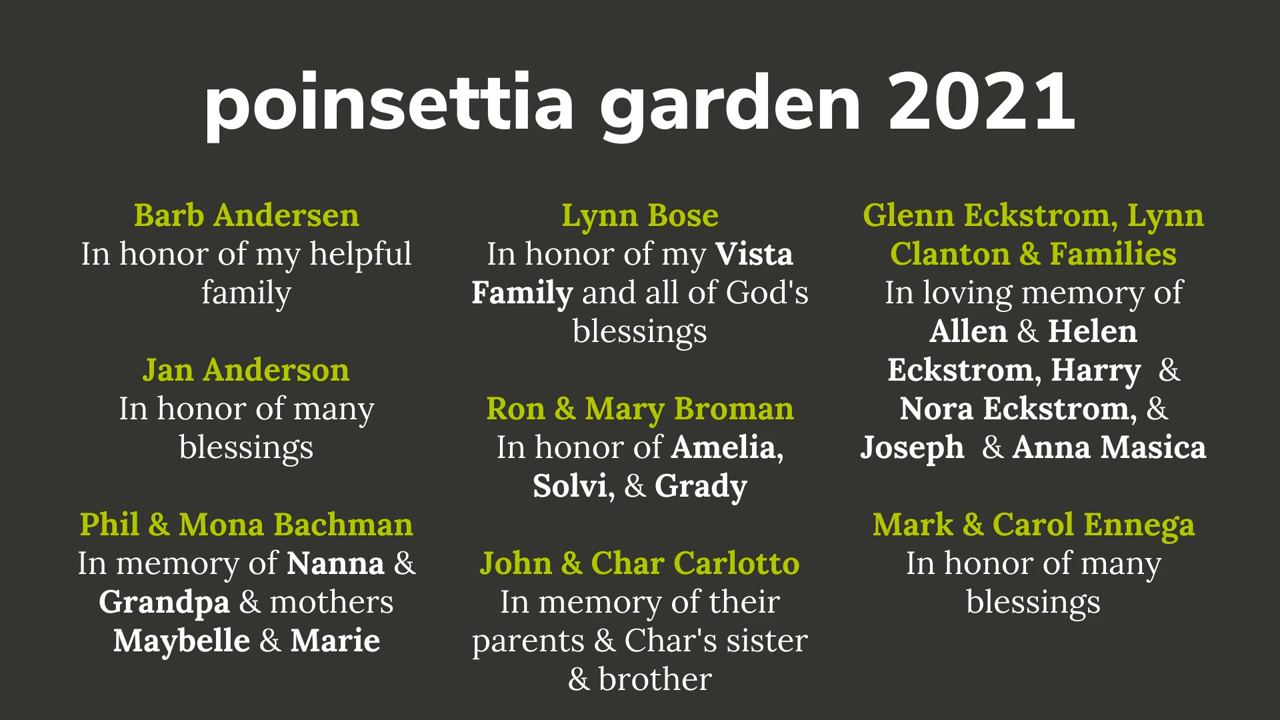 poinsettia garden 2021
Barb Andersen
In honor of my helpful
family
Jan Anderson
In honor of many
blessings
Phil & Mona Bachman
In memory of Nanna &
Grandpa & mothers
Maybelle & Marie
Lynn Bose
In honor of my Vista
Family and all of God's
blessings
Ron & Mary Broman
In honor of Amelia,
Solvi, & Grady
John & Char Carlotto
In memory of their
parents & Char's sister
& brother
Glenn Eckstrom, Lynn
Clanton & Families
In loving memory of
Allen & Helen
Eckstrom, Harry  &
Nora Eckstrom, &
Joseph  & Anna Masica
Mark & Carol Ennega
In honor of many
blessings